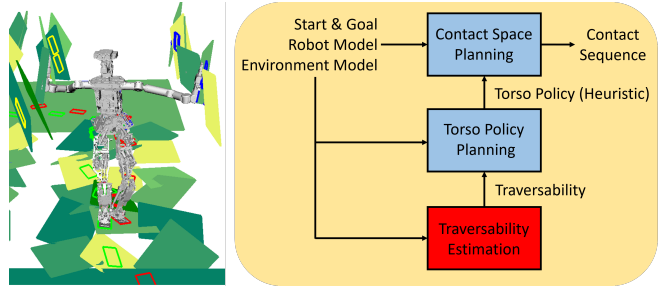 Start & Goal
Robot Model
Environment Model
Contact Space
Planning
Contact
Sequence
Torso Policy (Heuristic)
Torso Policy
Planning
Traversability
Traversability
Estimation